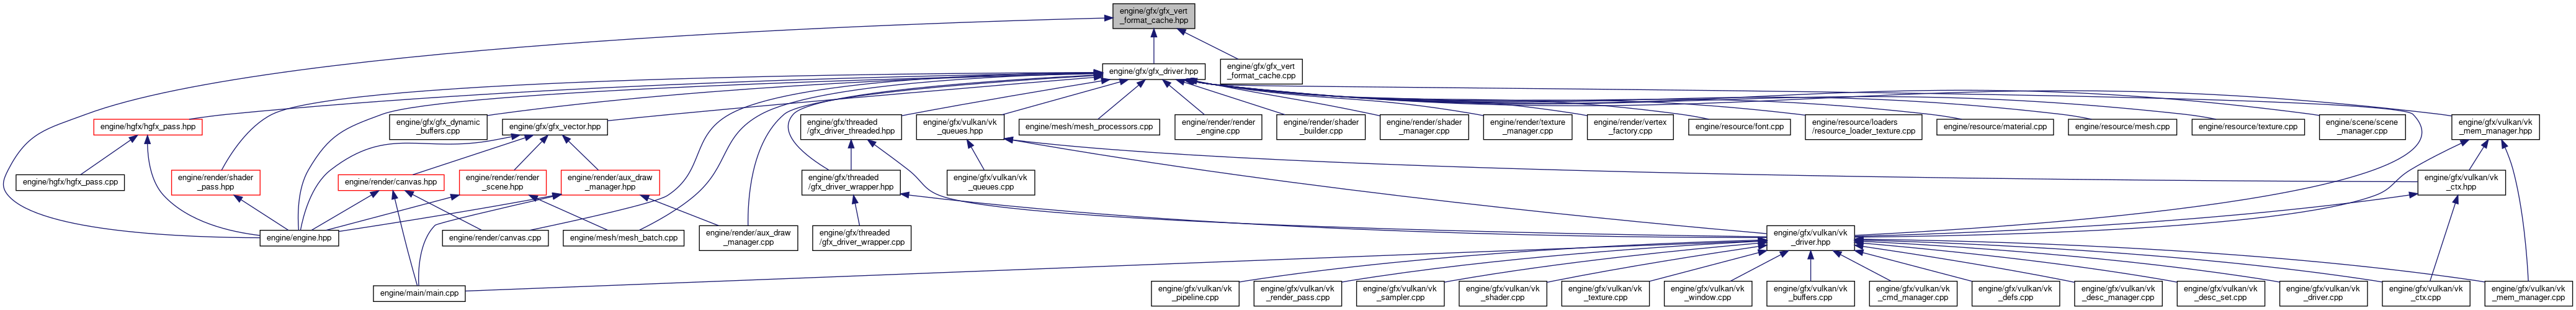 engine/gfx/gfx_vert
_format_cache.hpp
engine/gfx/gfx_driver.hpp
engine/gfx/gfx_vert
_format_cache.cpp
engine/hgfx/hgfx_pass.hpp
engine/gfx/gfx_dynamic
_buffers.cpp
engine/gfx/gfx_vector.hpp
engine/gfx/threaded
/gfx_driver_threaded.hpp
engine/gfx/vulkan/vk
_queues.hpp
engine/mesh/mesh_processors.cpp
engine/render/render
_engine.cpp
engine/render/shader
_builder.cpp
engine/render/shader
_manager.cpp
engine/render/texture
_manager.cpp
engine/render/vertex
_factory.cpp
engine/resource/font.cpp
engine/resource/loaders
/resource_loader_texture.cpp
engine/resource/material.cpp
engine/resource/mesh.cpp
engine/resource/texture.cpp
engine/scene/scene
_manager.cpp
engine/gfx/vulkan/vk
_mem_manager.hpp
engine/hgfx/hgfx_pass.cpp
engine/render/shader
_pass.hpp
engine/render/canvas.hpp
engine/render/render
_scene.hpp
engine/render/aux_draw
_manager.hpp
engine/gfx/threaded
/gfx_driver_wrapper.hpp
engine/gfx/vulkan/vk
_queues.cpp
engine/gfx/vulkan/vk
_ctx.hpp
engine/engine.hpp
engine/render/canvas.cpp
engine/mesh/mesh_batch.cpp
engine/render/aux_draw
_manager.cpp
engine/gfx/threaded
/gfx_driver_wrapper.cpp
engine/gfx/vulkan/vk
_driver.hpp
engine/main/main.cpp
engine/gfx/vulkan/vk
_pipeline.cpp
engine/gfx/vulkan/vk
_render_pass.cpp
engine/gfx/vulkan/vk
_sampler.cpp
engine/gfx/vulkan/vk
_shader.cpp
engine/gfx/vulkan/vk
_texture.cpp
engine/gfx/vulkan/vk
_window.cpp
engine/gfx/vulkan/vk
_buffers.cpp
engine/gfx/vulkan/vk
_cmd_manager.cpp
engine/gfx/vulkan/vk
_defs.cpp
engine/gfx/vulkan/vk
_desc_manager.cpp
engine/gfx/vulkan/vk
_desc_set.cpp
engine/gfx/vulkan/vk
_driver.cpp
engine/gfx/vulkan/vk
_ctx.cpp
engine/gfx/vulkan/vk
_mem_manager.cpp